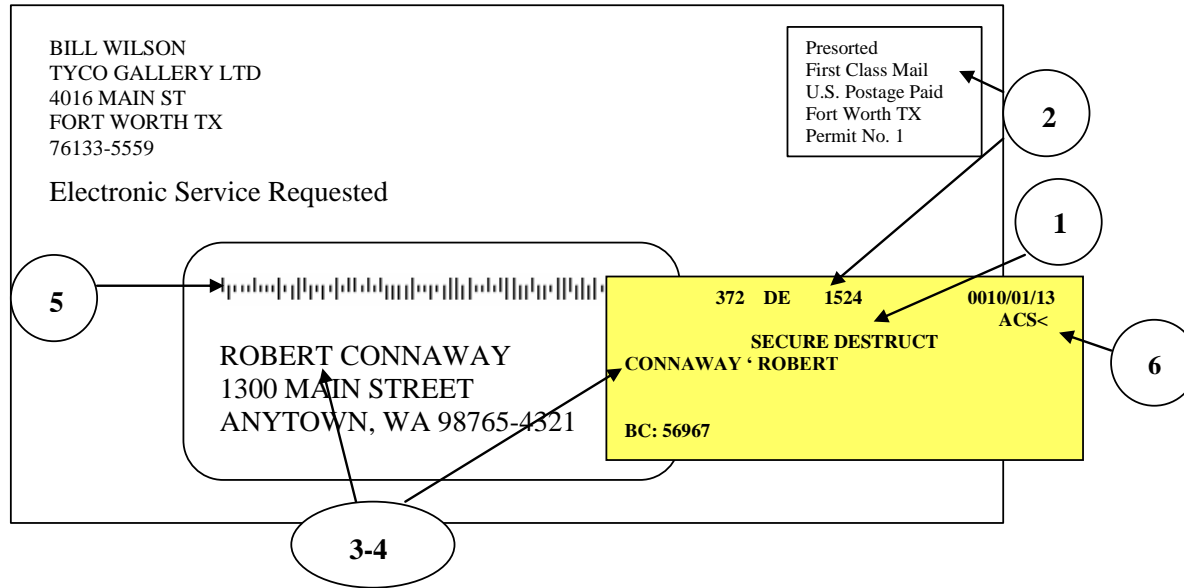 BILL WILSON
TYCO GALLERY LTD
4016 MAIN ST
FORT WORTH TX
76133-5559
Electronic Service Requested
Presorted
First Class Mail
U.S. Postage Paid
Fort Worth TX
Permit No. 1
2
1
5
372 DE 1524 0010/01/13
ACS<
SECURE DESTRUCT
CONNAWAY ‘ ROBERT
BC: 56967
6
ROBERT CONNAWAY
1300 MAIN STREET
ANYTOWN, WA 98765-4321
3-4